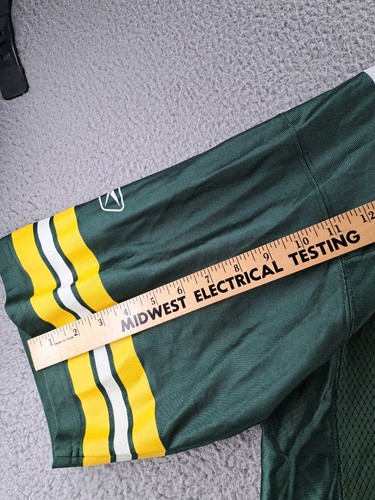 1 2 3 4 5 6 7 8 9 10 11 12
MIDWEST ELECTRICAL TESTING